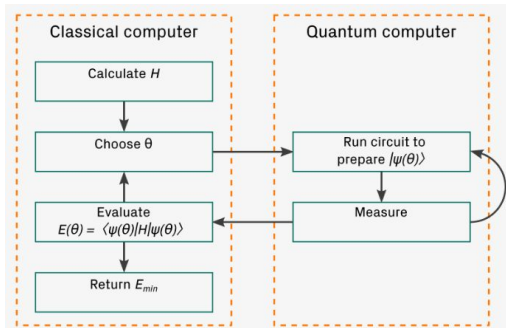 Classical computer
Quantum computer
Calculate H
Choose θ
Run circuit to
prepare |ψ(θ)⟩
Evaluate
E(θ) = ⟨ψ(θ)|H|ψ(θ)⟩
Measure
Return Emin